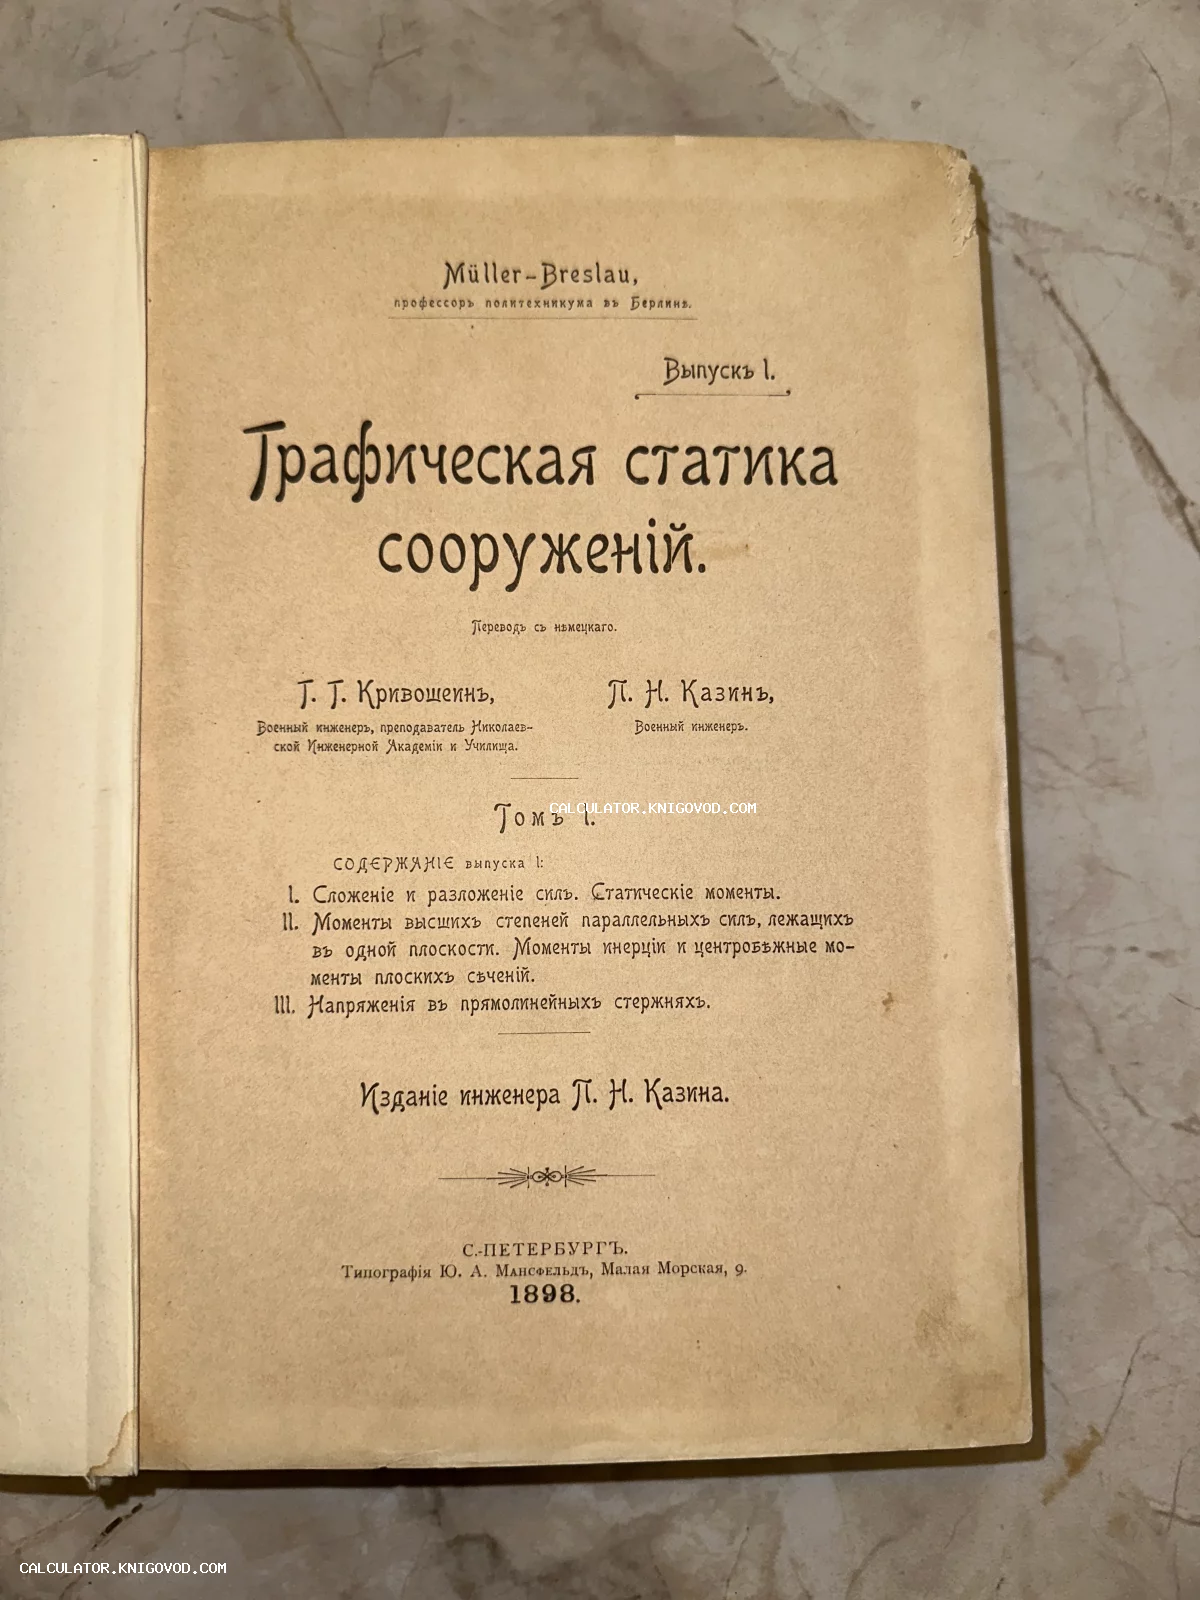 Müller-Breslau,
профессоръ политехникума въ Берлинѣ.
Выпускъ 1.
Графическая статика
сооруженій.
Переводъ съ нѣмецкаго.
Г. Г. Кривошеинъ,
Военный инженеръ, преподаватель Николаев-
ской Инженерной Академіи и Училища.
П. Н. Казинъ,
Военный инженеръ.
Томъ 1.
CALCULATOR.KNIGOVOD.COM
СОДЕРЖАНІЕ выпуска 1:
I. Сложеніе и разложеніе силъ. Статическіе моменты.
II. Моменты высшихъ степеней параллельныхъ силъ, лежащихъ
въ одной плоскости. Моменты инерціи и центробѣжные мо-
менты плоскихъ сѣченій.
III. Напряженія въ прямолинейныхъ стержняхъ.
Изданіе инженера П. Н. Казина.
С.-ПЕТЕРБУРГЪ.
Типографія Ю. А. Мансфельдъ, Малая Морская, 9.
1898.
CALCULATOR.KNIGOVOD.COM